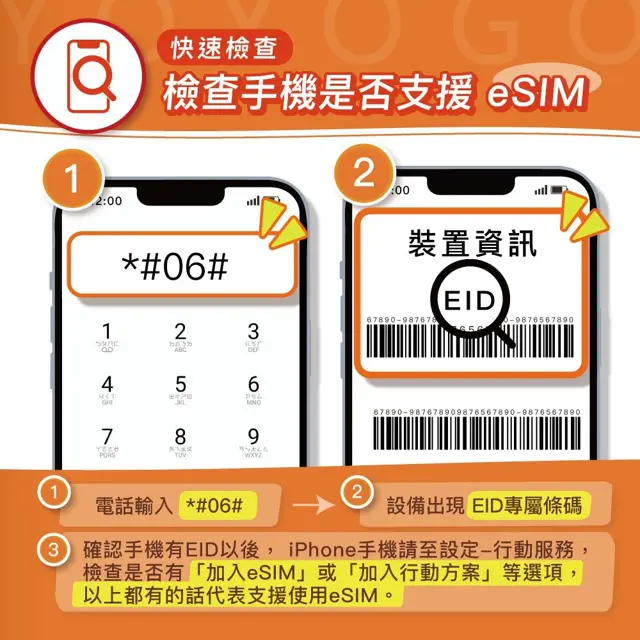 YOYOGO
快速檢查
檢查手機是否支援 eSIM
1
2
2:00
:00
*#06#
裝置資訊
EID
67890-9876 67890
1 2 3
ABC DEF
4 5 6
GHI JKL MNO
67890-987678909876567890-9876567890
7 8 9
PQRS TUV WXYZ
1 電話輸入 *#06#
2 設備出現 EID專屬條碼
3 確認手機有EID以後, iPhone手機請至設定–行動服務,
檢查是否有「加入eSIM」或「加入行動方案」等選項,
以上都有的話代表支援使用eSIM。